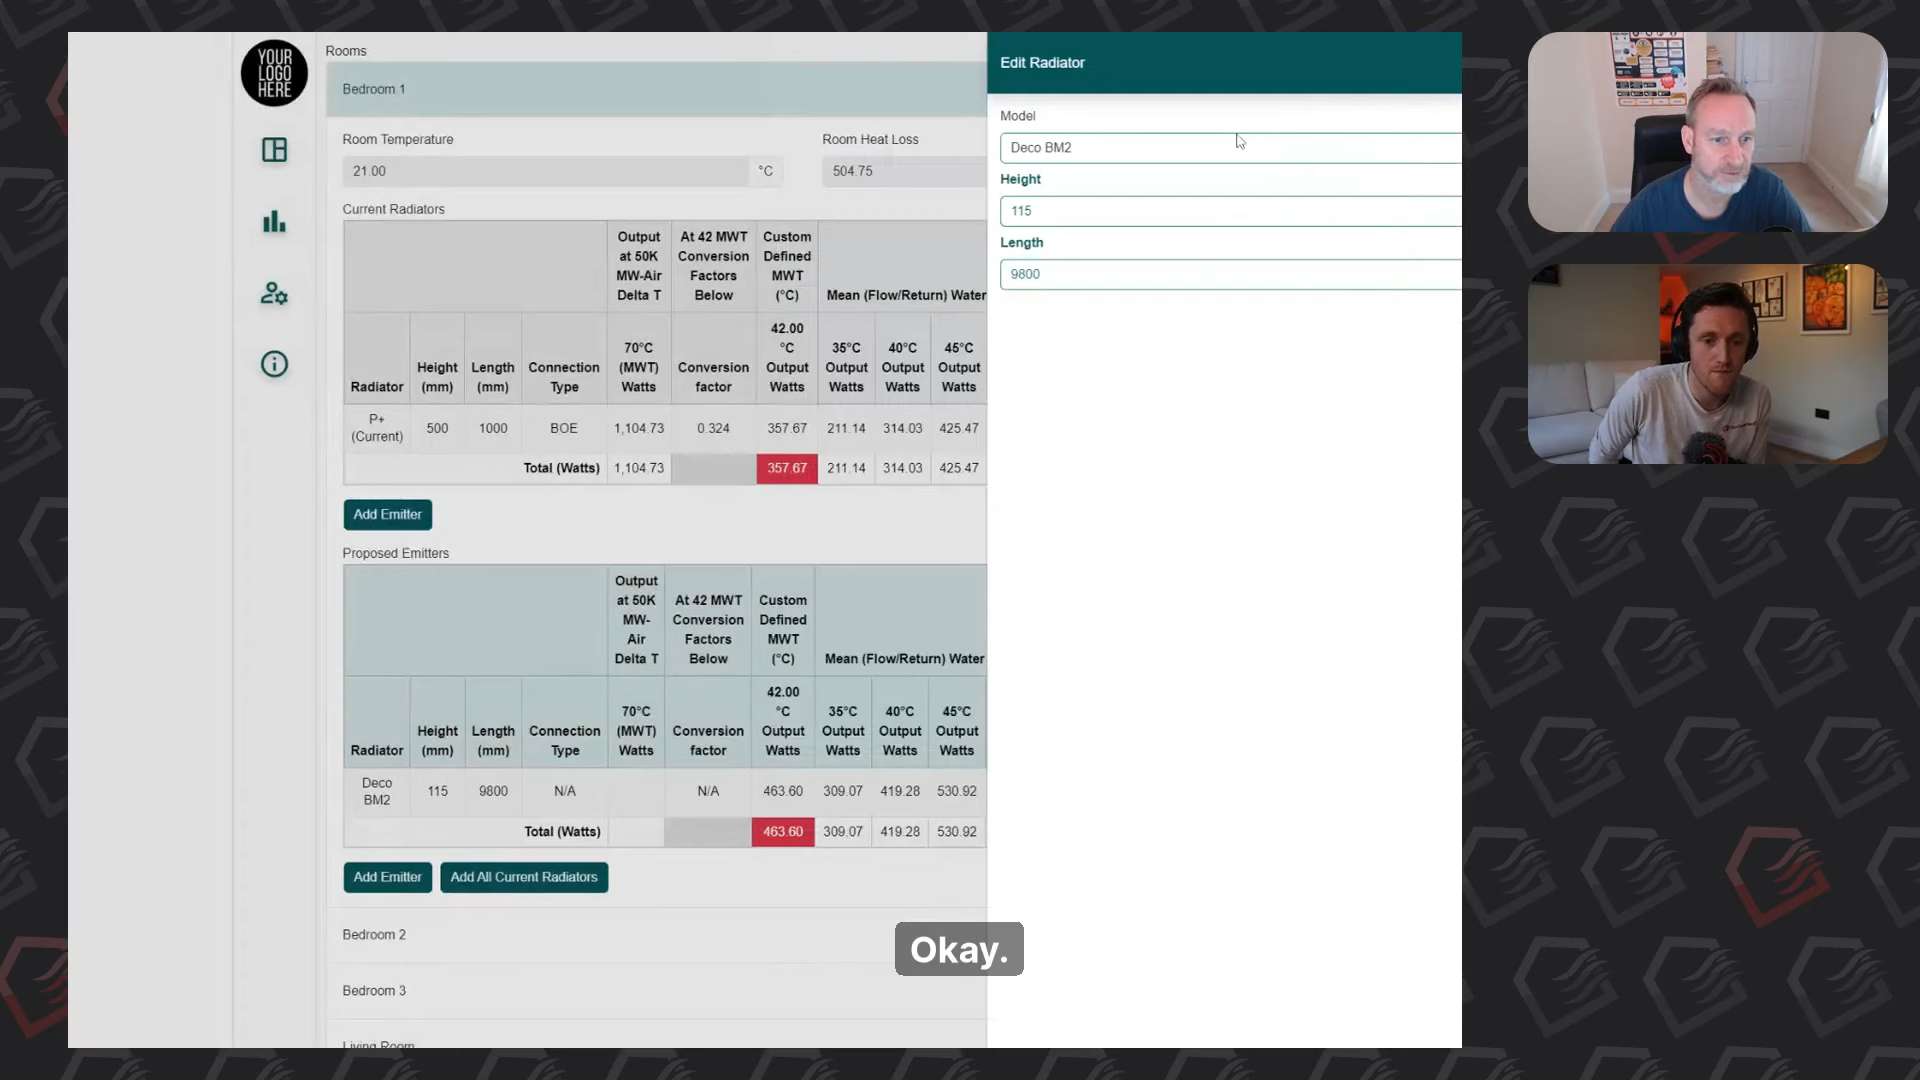 YOUR
LOGO
HERE
Rooms
Bedroom 1
Room Temperature
Room Heat Loss
21.00
°C
504.75
Current Radiators
Output at 50K MW-Air Delta T
At 42 MWT Conversion Factors Below
Custom Defined MWT (°C)
Mean (Flow/Return) Water
Radiator
Height (mm)
Length (mm)
Connection Type
70°C (MWT) Watts
Conversion factor
42.00 °C Output Watts
35°C Output Watts
40°C Output Watts
45°C Output Watts
P+ (Current) 500 1000 BOE 1,104.73 0.324 357.67 211.14 314.03 425.47
Total (Watts) 1,104.73 357.67 211.14 314.03 425.47
Add Emitter
Proposed Emitters
Output at 50K MW-Air Delta T
At 42 MWT Conversion Factors Below
Custom Defined MWT (°C)
Mean (Flow/Return) Water
Radiator
Height (mm)
Length (mm)
Connection Type
70°C (MWT) Watts
Conversion factor
42.00 °C Output Watts
35°C Output Watts
40°C Output Watts
45°C Output Watts
Deco BM2 115 9800 N/A N/A 463.60 309.07 419.28 530.92
Total (Watts) 463.60 309.07 419.28 530.92
Add Emitter
Add All Current Radiators
Bedroom 2
Bedroom 3
Living Room
Edit Radiator
Model
Deco BM2
Height
115
Length
9800
Okay.